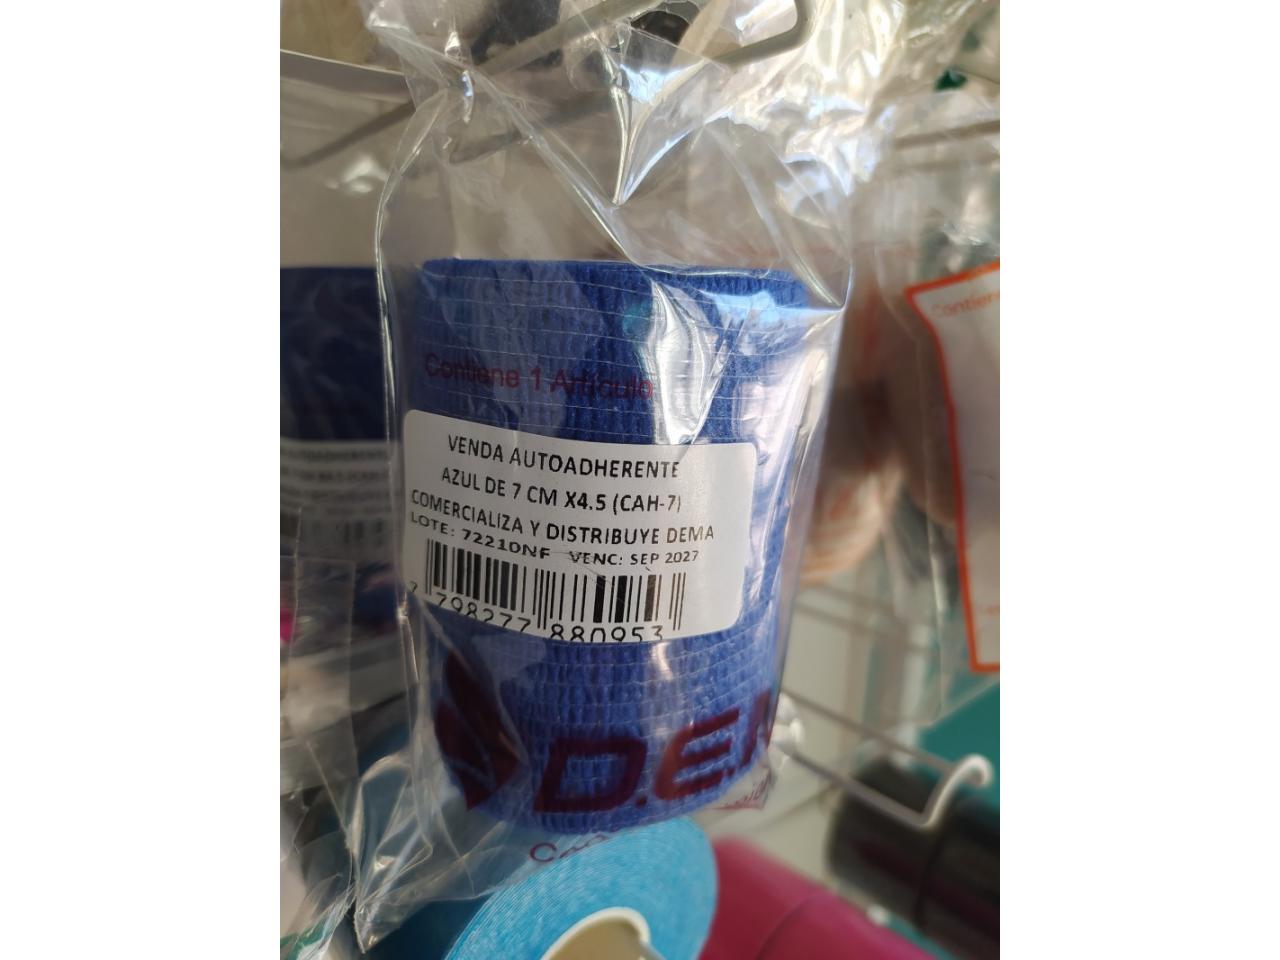 Contiene 1 Artículo
VENDA AUTOADHERENTE
AZUL DE 7 CM X4.5 (CAH-7)
COMERCIALIZA Y DISTRIBUYE DEMA
LOTE: 72210NF VENC: SEP 2027
7 798277 880953
D.E.
Contiene